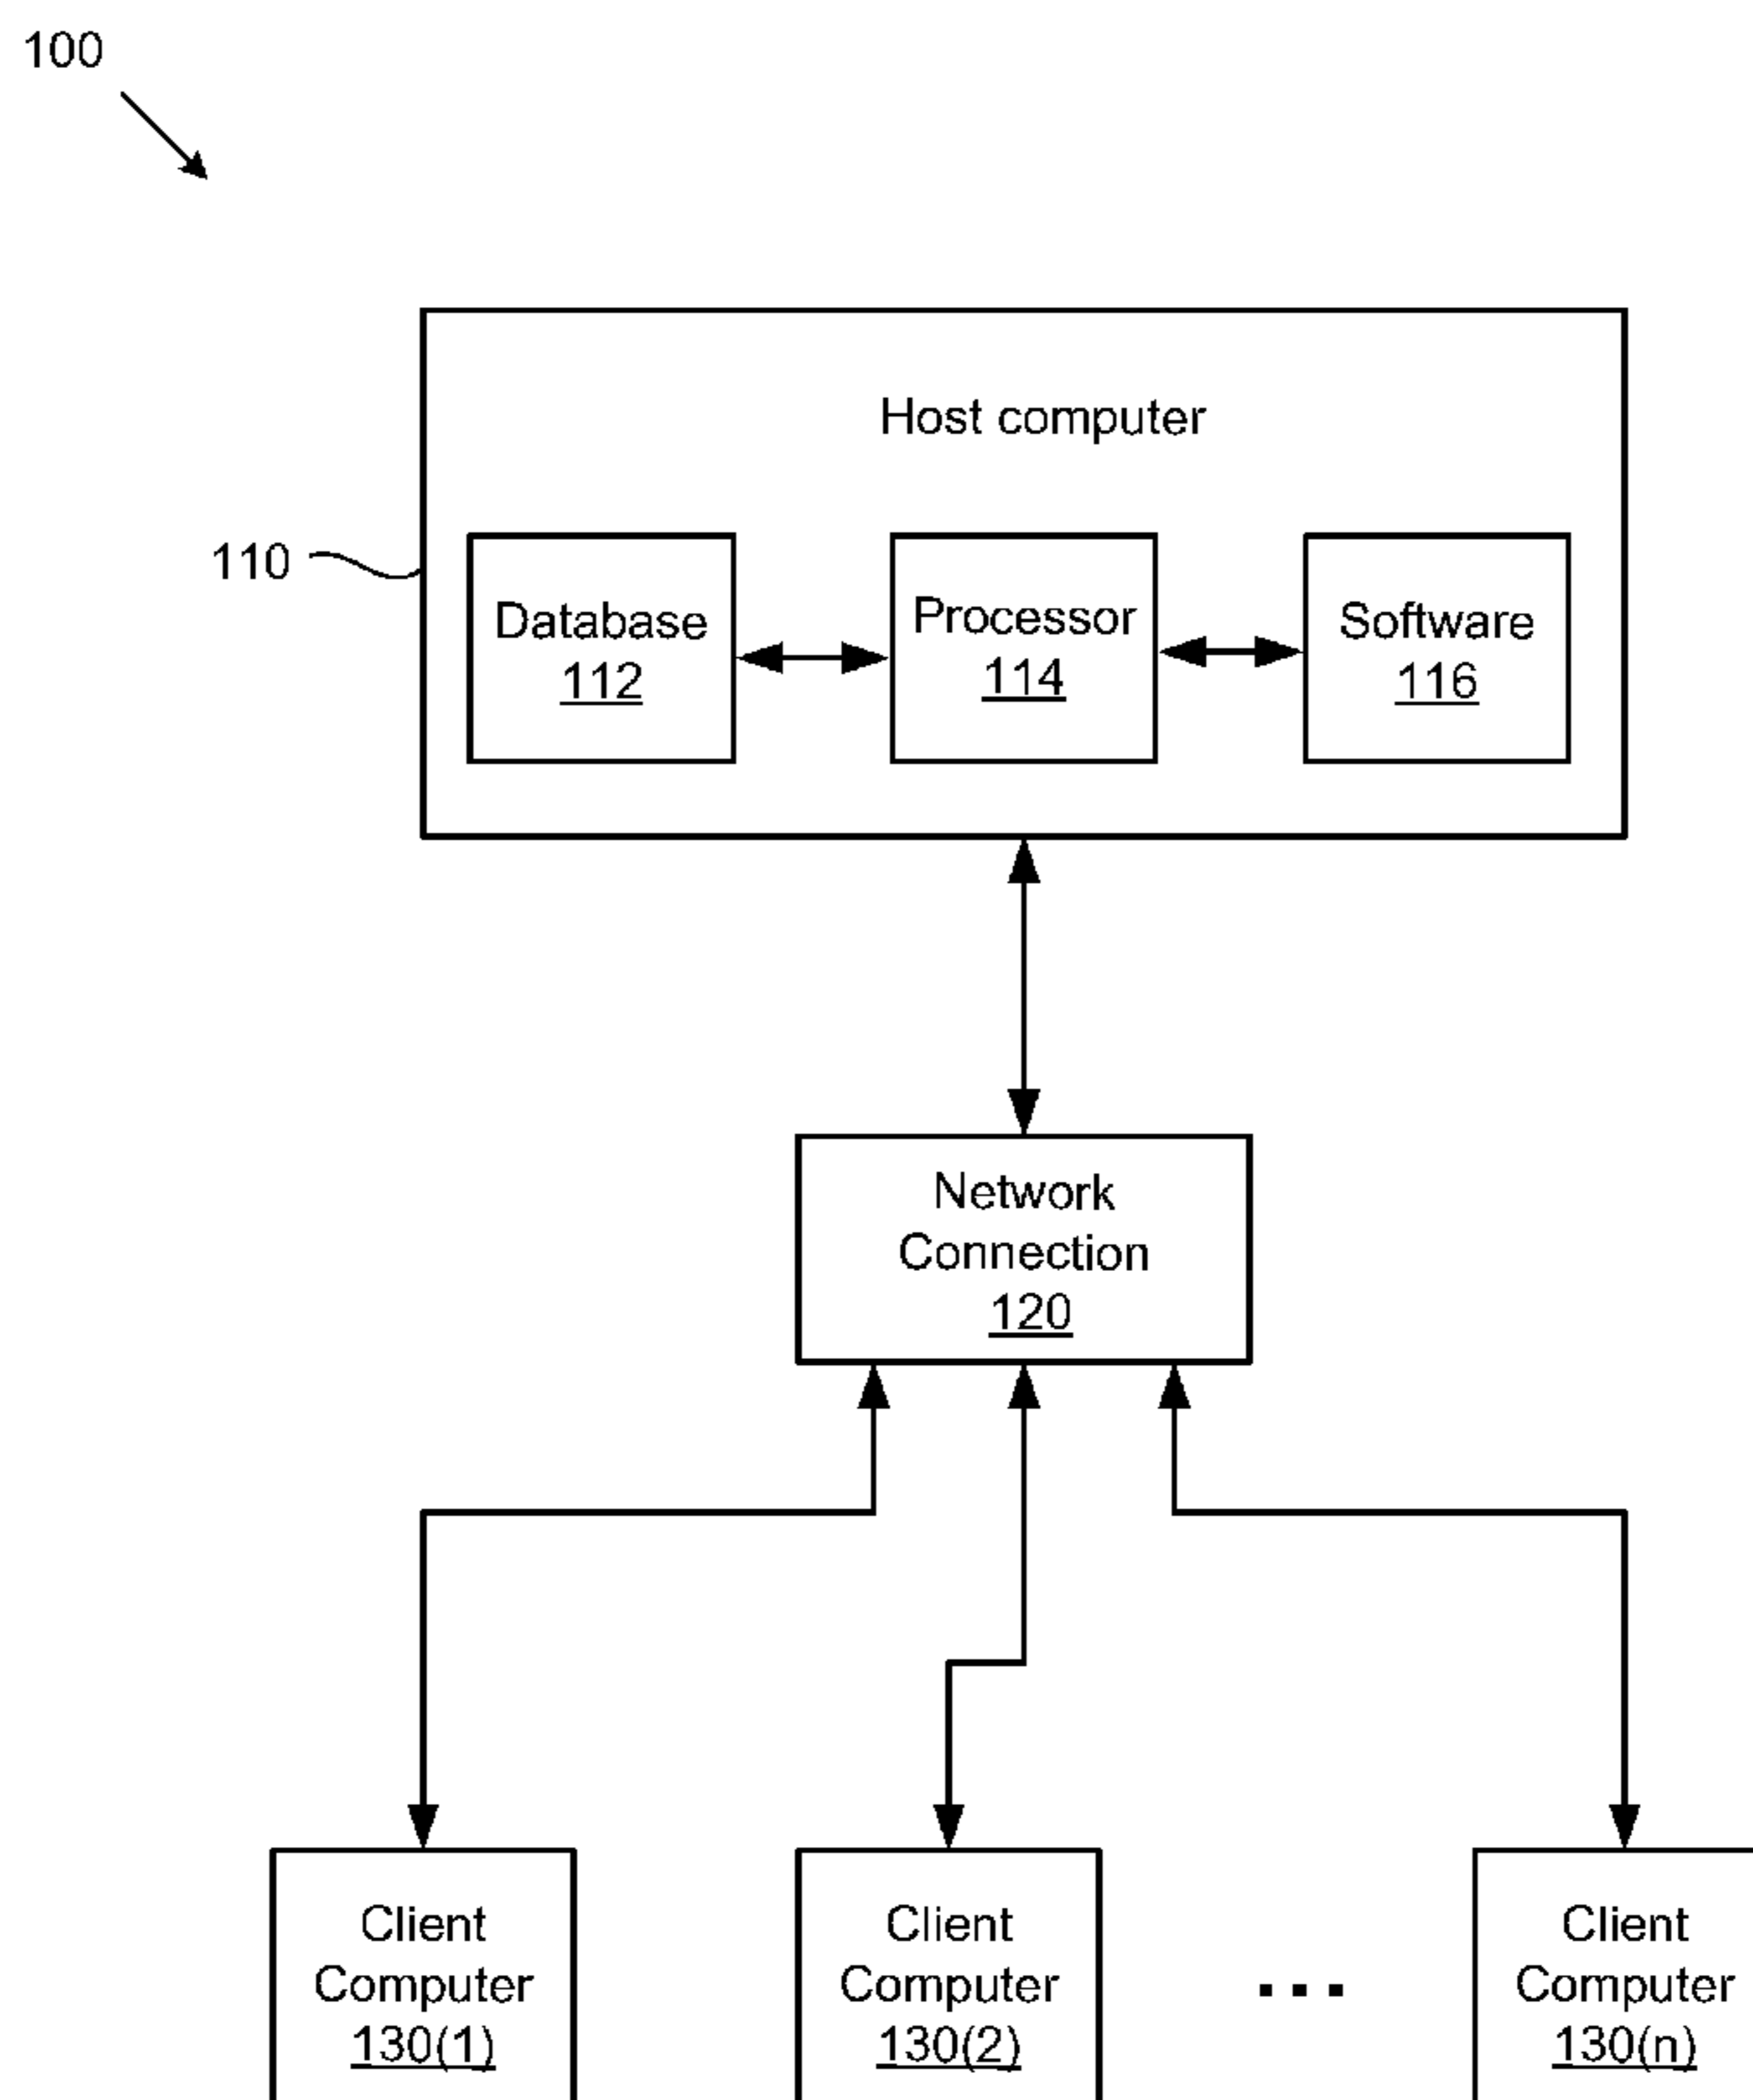 100
Host computer
110
Database
112
Processor
114
Software
116
Network
Connection
120
Client
Computer
130(1)
Client
Computer
130(2)
...
Client
Computer
130(n)